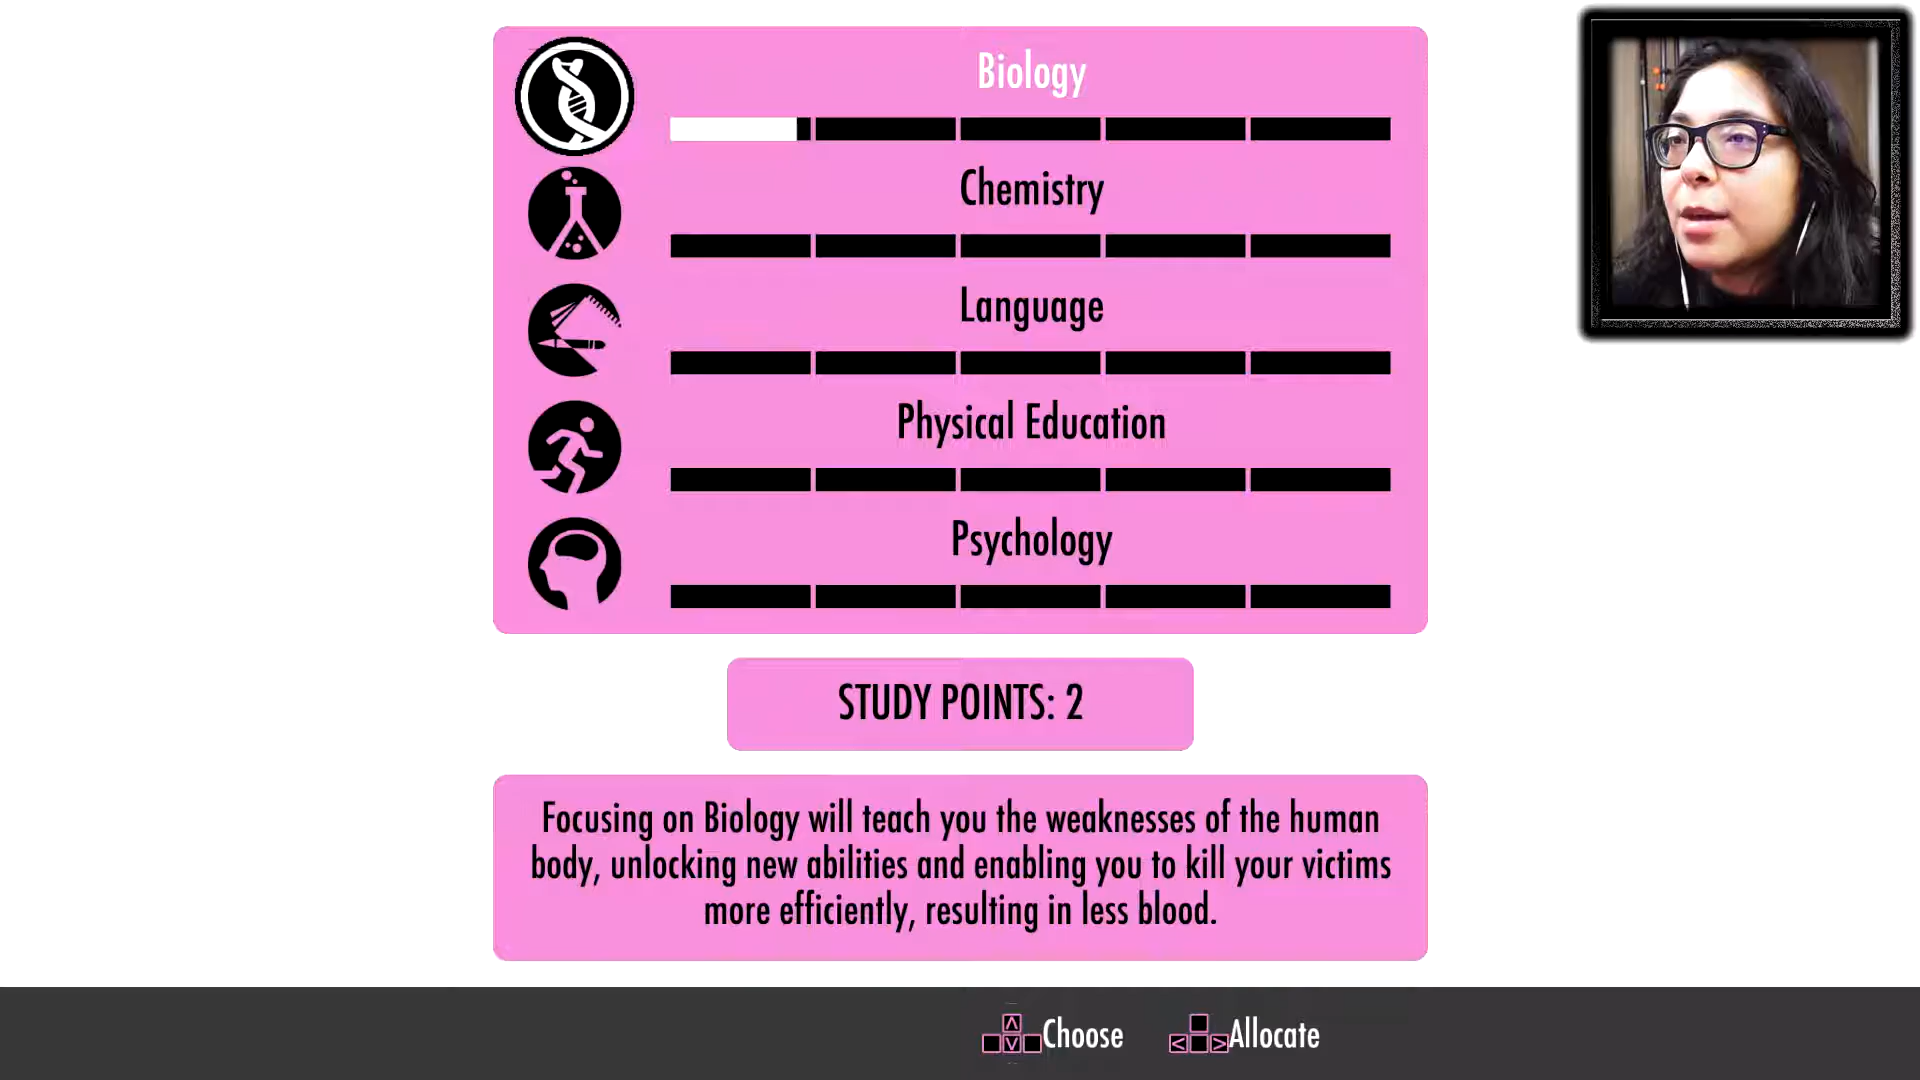 Biology
Chemistry
Language
Physical Education
Psychology
STUDY POINTS: 2
Focusing on Biology will teach you the weaknesses of the human
body, unlocking new abilities and enabling you to kill your victims
more efficiently, resulting in less blood.
Choose Allocate